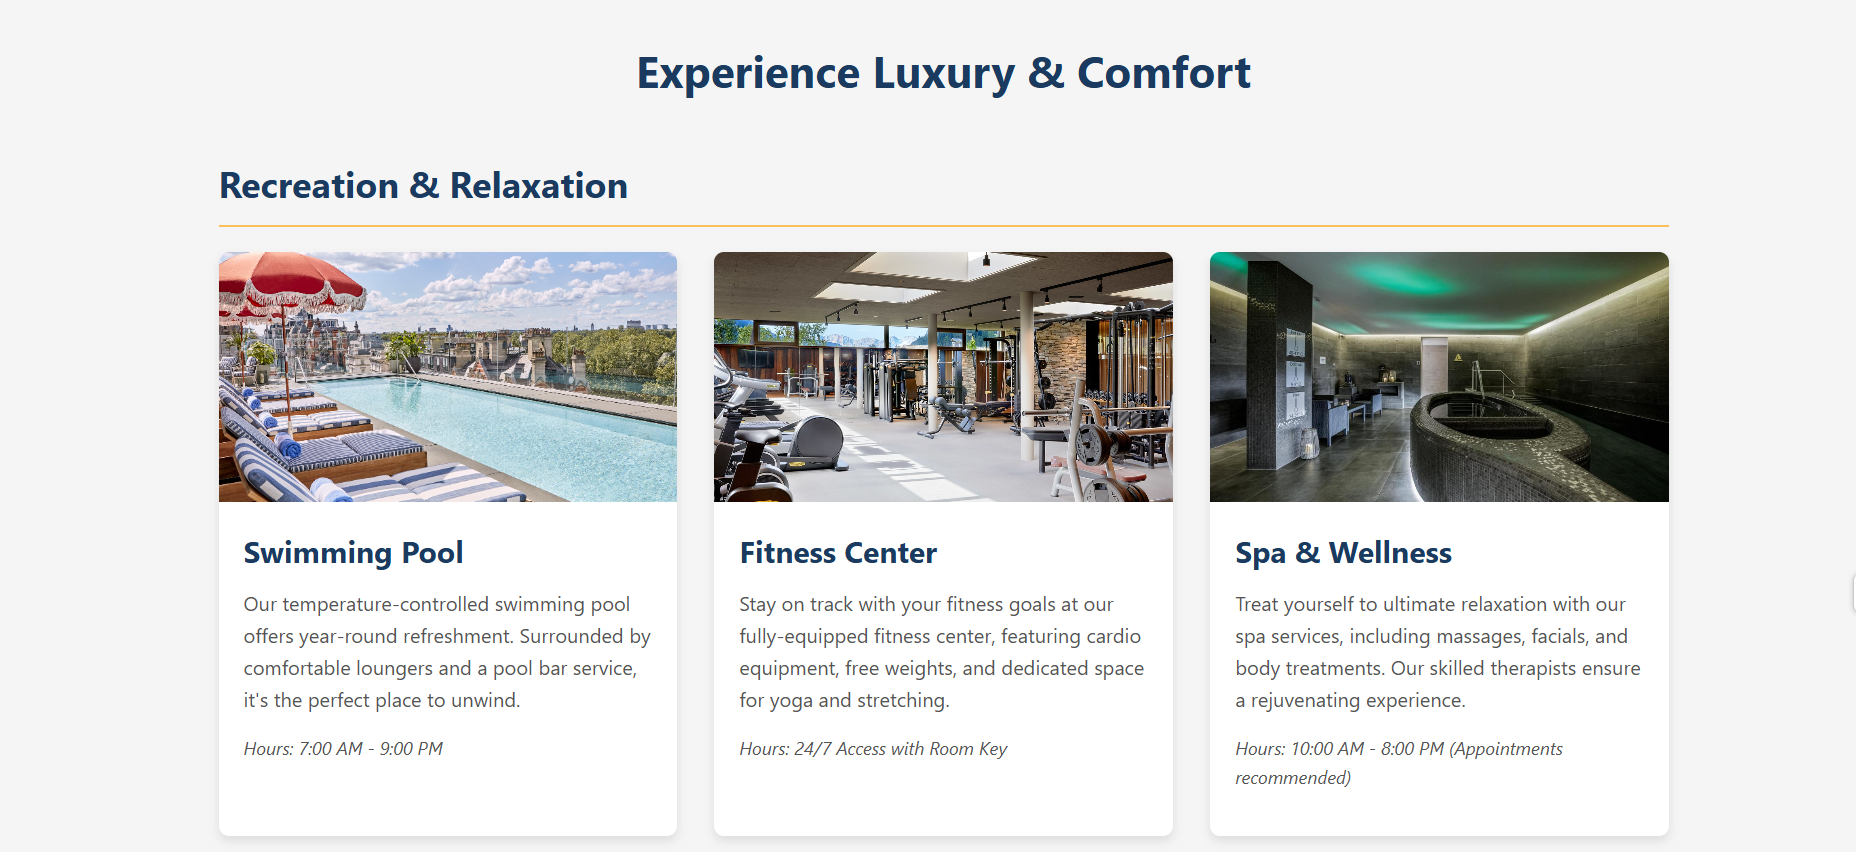 Experience Luxury & Comfort
Recreation & Relaxation
Swimming Pool
Our temperature-controlled swimming pool
offers year-round refreshment. Surrounded by
comfortable loungers and a pool bar service,
it's the perfect place to unwind.
Hours: 7:00 AM - 9:00 PM
Fitness Center
Stay on track with your fitness goals at our
fully-equipped fitness center, featuring cardio
equipment, free weights, and dedicated space
for yoga and stretching.
Hours: 24/7 Access with Room Key
Spa & Wellness
Treat yourself to ultimate relaxation with our
spa services, including massages, facials, and
body treatments. Our skilled therapists ensure
a rejuvenating experience.
Hours: 10:00 AM - 8:00 PM (Appointments
recommended)